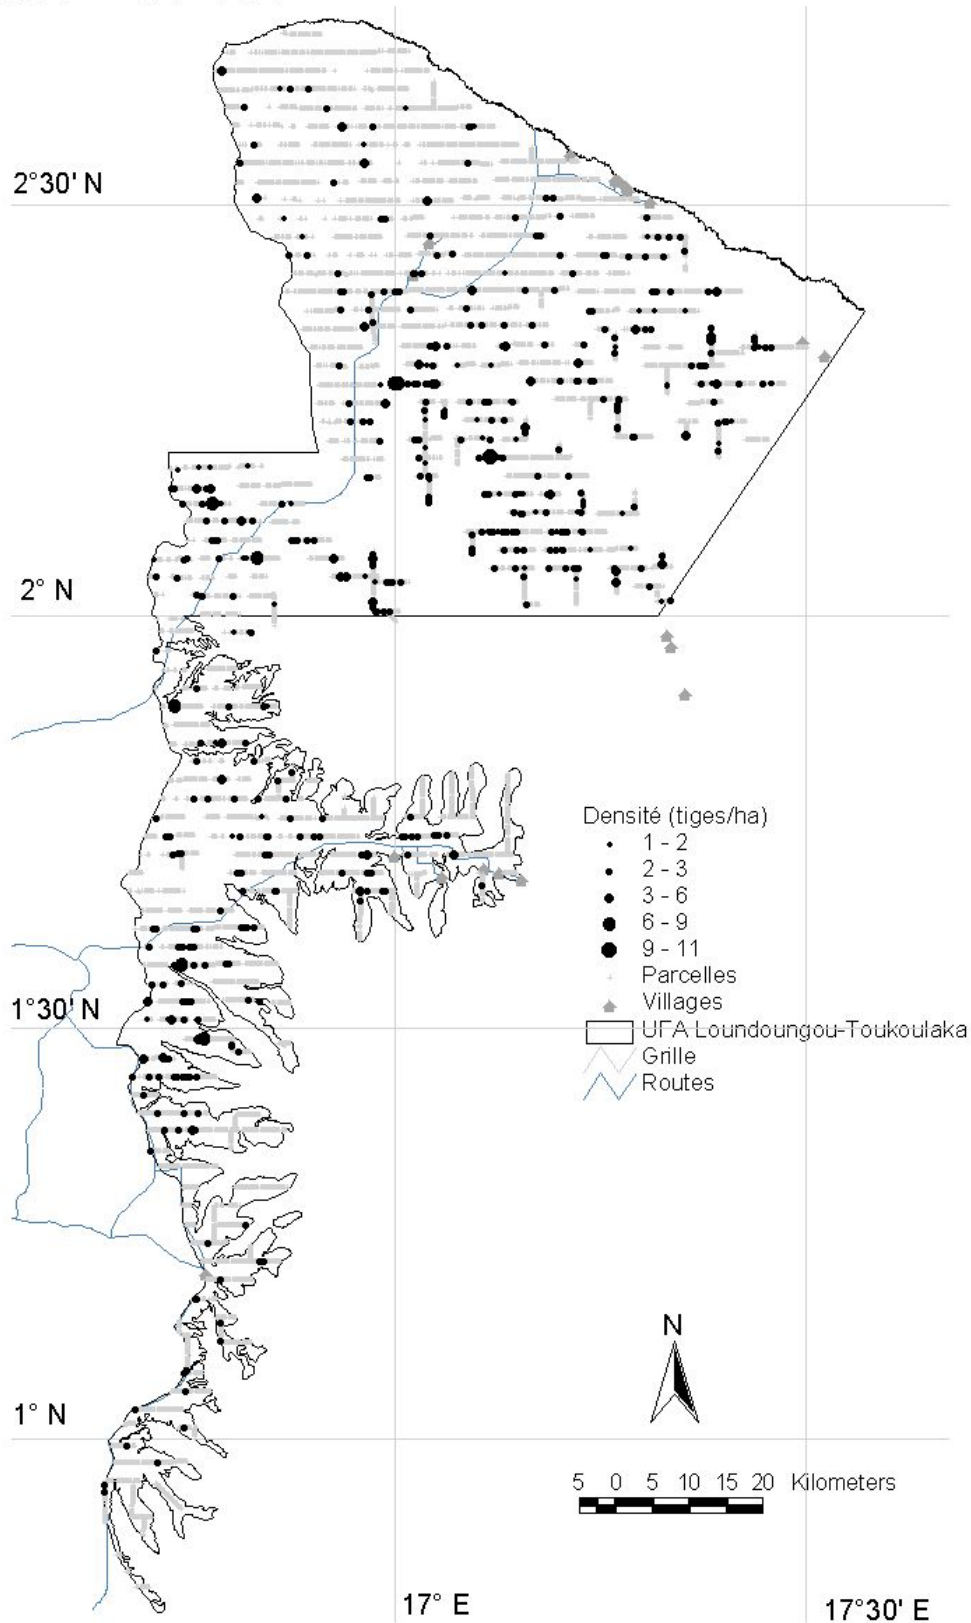 2°30' N
2° N
Densité (tiges/ha)
1 - 2
2 - 3
3 - 6
6 - 9
9 - 11
Parcelles
Villages
1°30' N
UFA Loundoungou-Toukoulaka
Grille
Routes
N
1° N
5 0 5 10 15 20 Kilometers
17° E
17°30' E